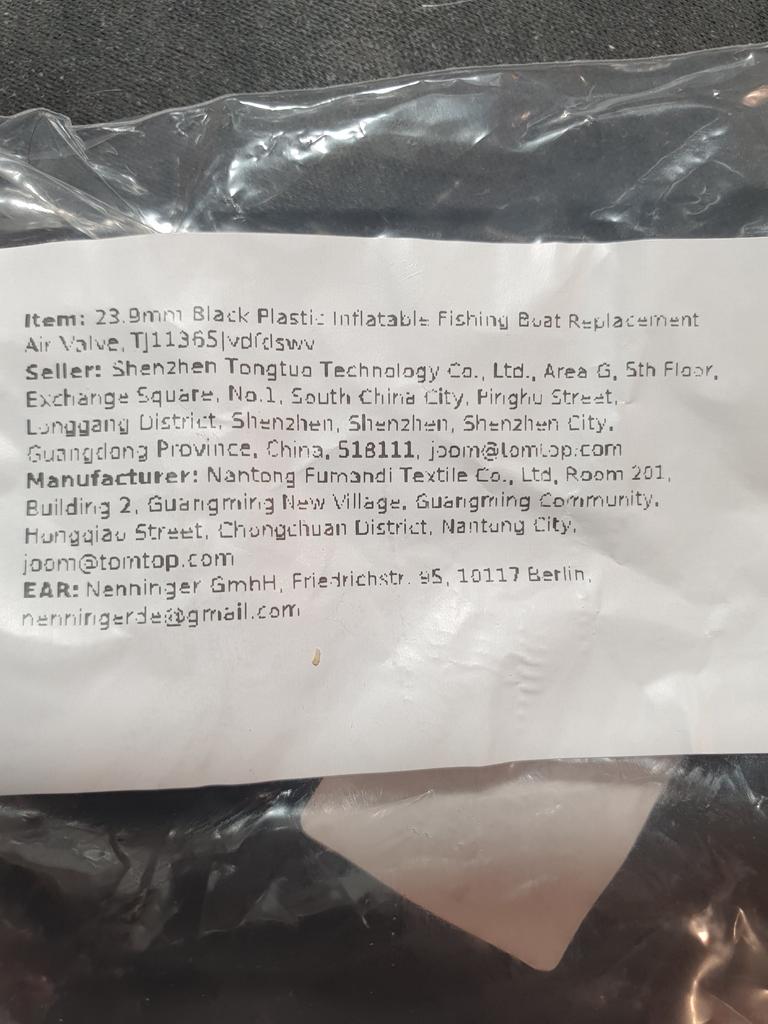 Item: 23.9mm Black Plastic Inflatable Fishing Boat Replacement
Air Valve, TJ11365|vdfdswv
Seller: Shenzhen Tongtuo Technology Co., Ltd., Area G, 5th Floor,
Exchange Square, No.1, South China City, Pinghu Street,
Longgang District, Shenzhen, Shenzhen, Shenzhen City,
Guangdong Province, China, 518111, joom@tomtop.com
Manufacturer: Nantong Fumandi Textile Co., Ltd, Room 201,
Building 2, Guangming New Village, Guangming Community,
Hongqiao Street, Chongchuan District, Nantong City,
joom@tomtop.com
EAR: Nenninger GmbH, Friedrichstr. 95, 10117 Berlin,
nenningerde@gmail.com